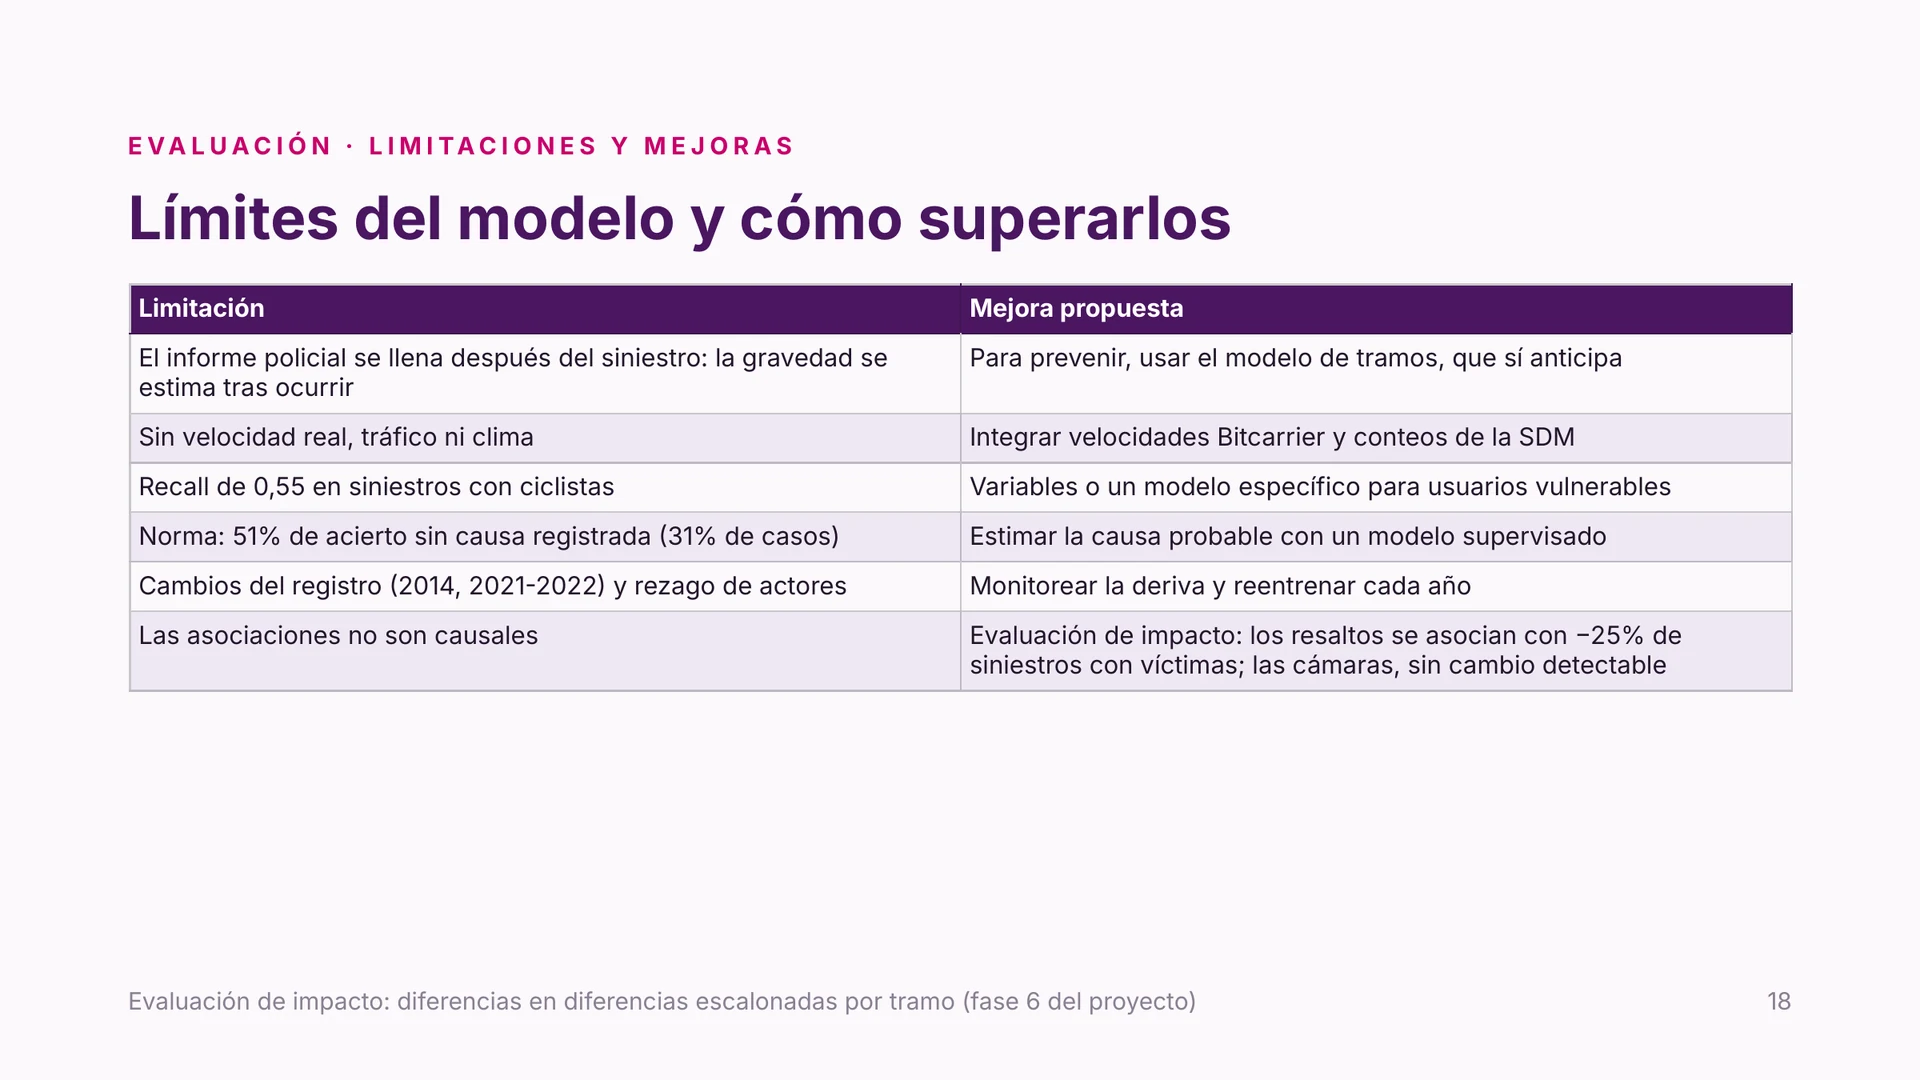 EVALUACIÓN · LIMITACIONES Y MEJORAS
Límites del modelo y cómo superarlos
Limitación
Mejora propuesta
El informe policial se llena después del siniestro: la gravedad se
estima tras ocurrir
Para prevenir, usar el modelo de tramos, que sí anticipa
Sin velocidad real, tráfico ni clima
Integrar velocidades Bitcarrier y conteos de la SDM
Recall de 0,55 en siniestros con ciclistas
Variables o un modelo específico para usuarios vulnerables
Norma: 51% de acierto sin causa registrada (31% de casos)
Estimar la causa probable con un modelo supervisado
Cambios del registro (2014, 2021-2022) y rezago de actores
Monitorear la deriva y reentrenar cada año
Las asociaciones no son causales
Evaluación de impacto: los resaltos se asocian con −25% de
siniestros con víctimas; las cámaras, sin cambio detectable
Evaluación de impacto: diferencias en diferencias escalonadas por tramo (fase 6 del proyecto)
18